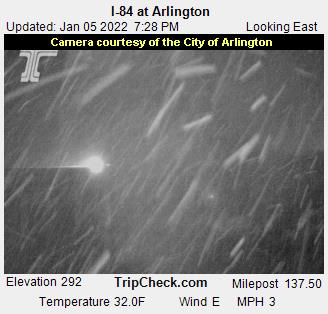 I-84 at Arlington
Updated: Jan 05 2022 7:28 PM Looking East
Camera courtesy of the City of Arlington
Elevation 292 TripCheck.com Milepost 137.50
Temperature 32.0F Wind E MPH 3